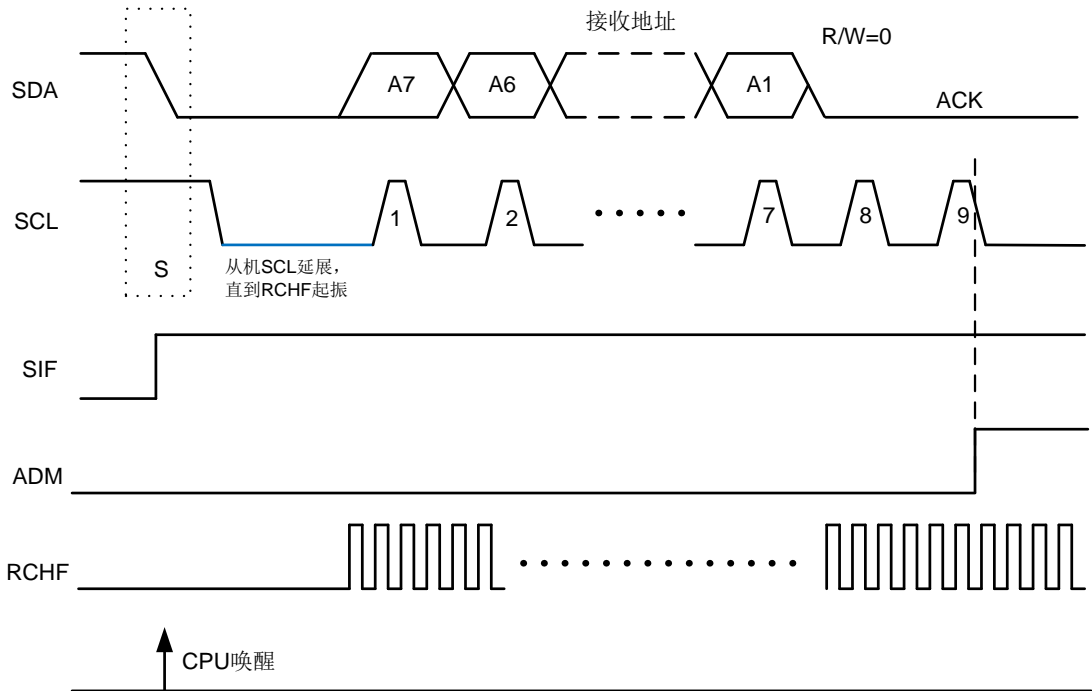 接收地址
R/W=0
SDA
A7
A6
A1
ACK
SCL
1
2
7
8
9
S
从机SCL延展，
直到RCHF起振
SIF
ADM
RCHF
CPU唤醒